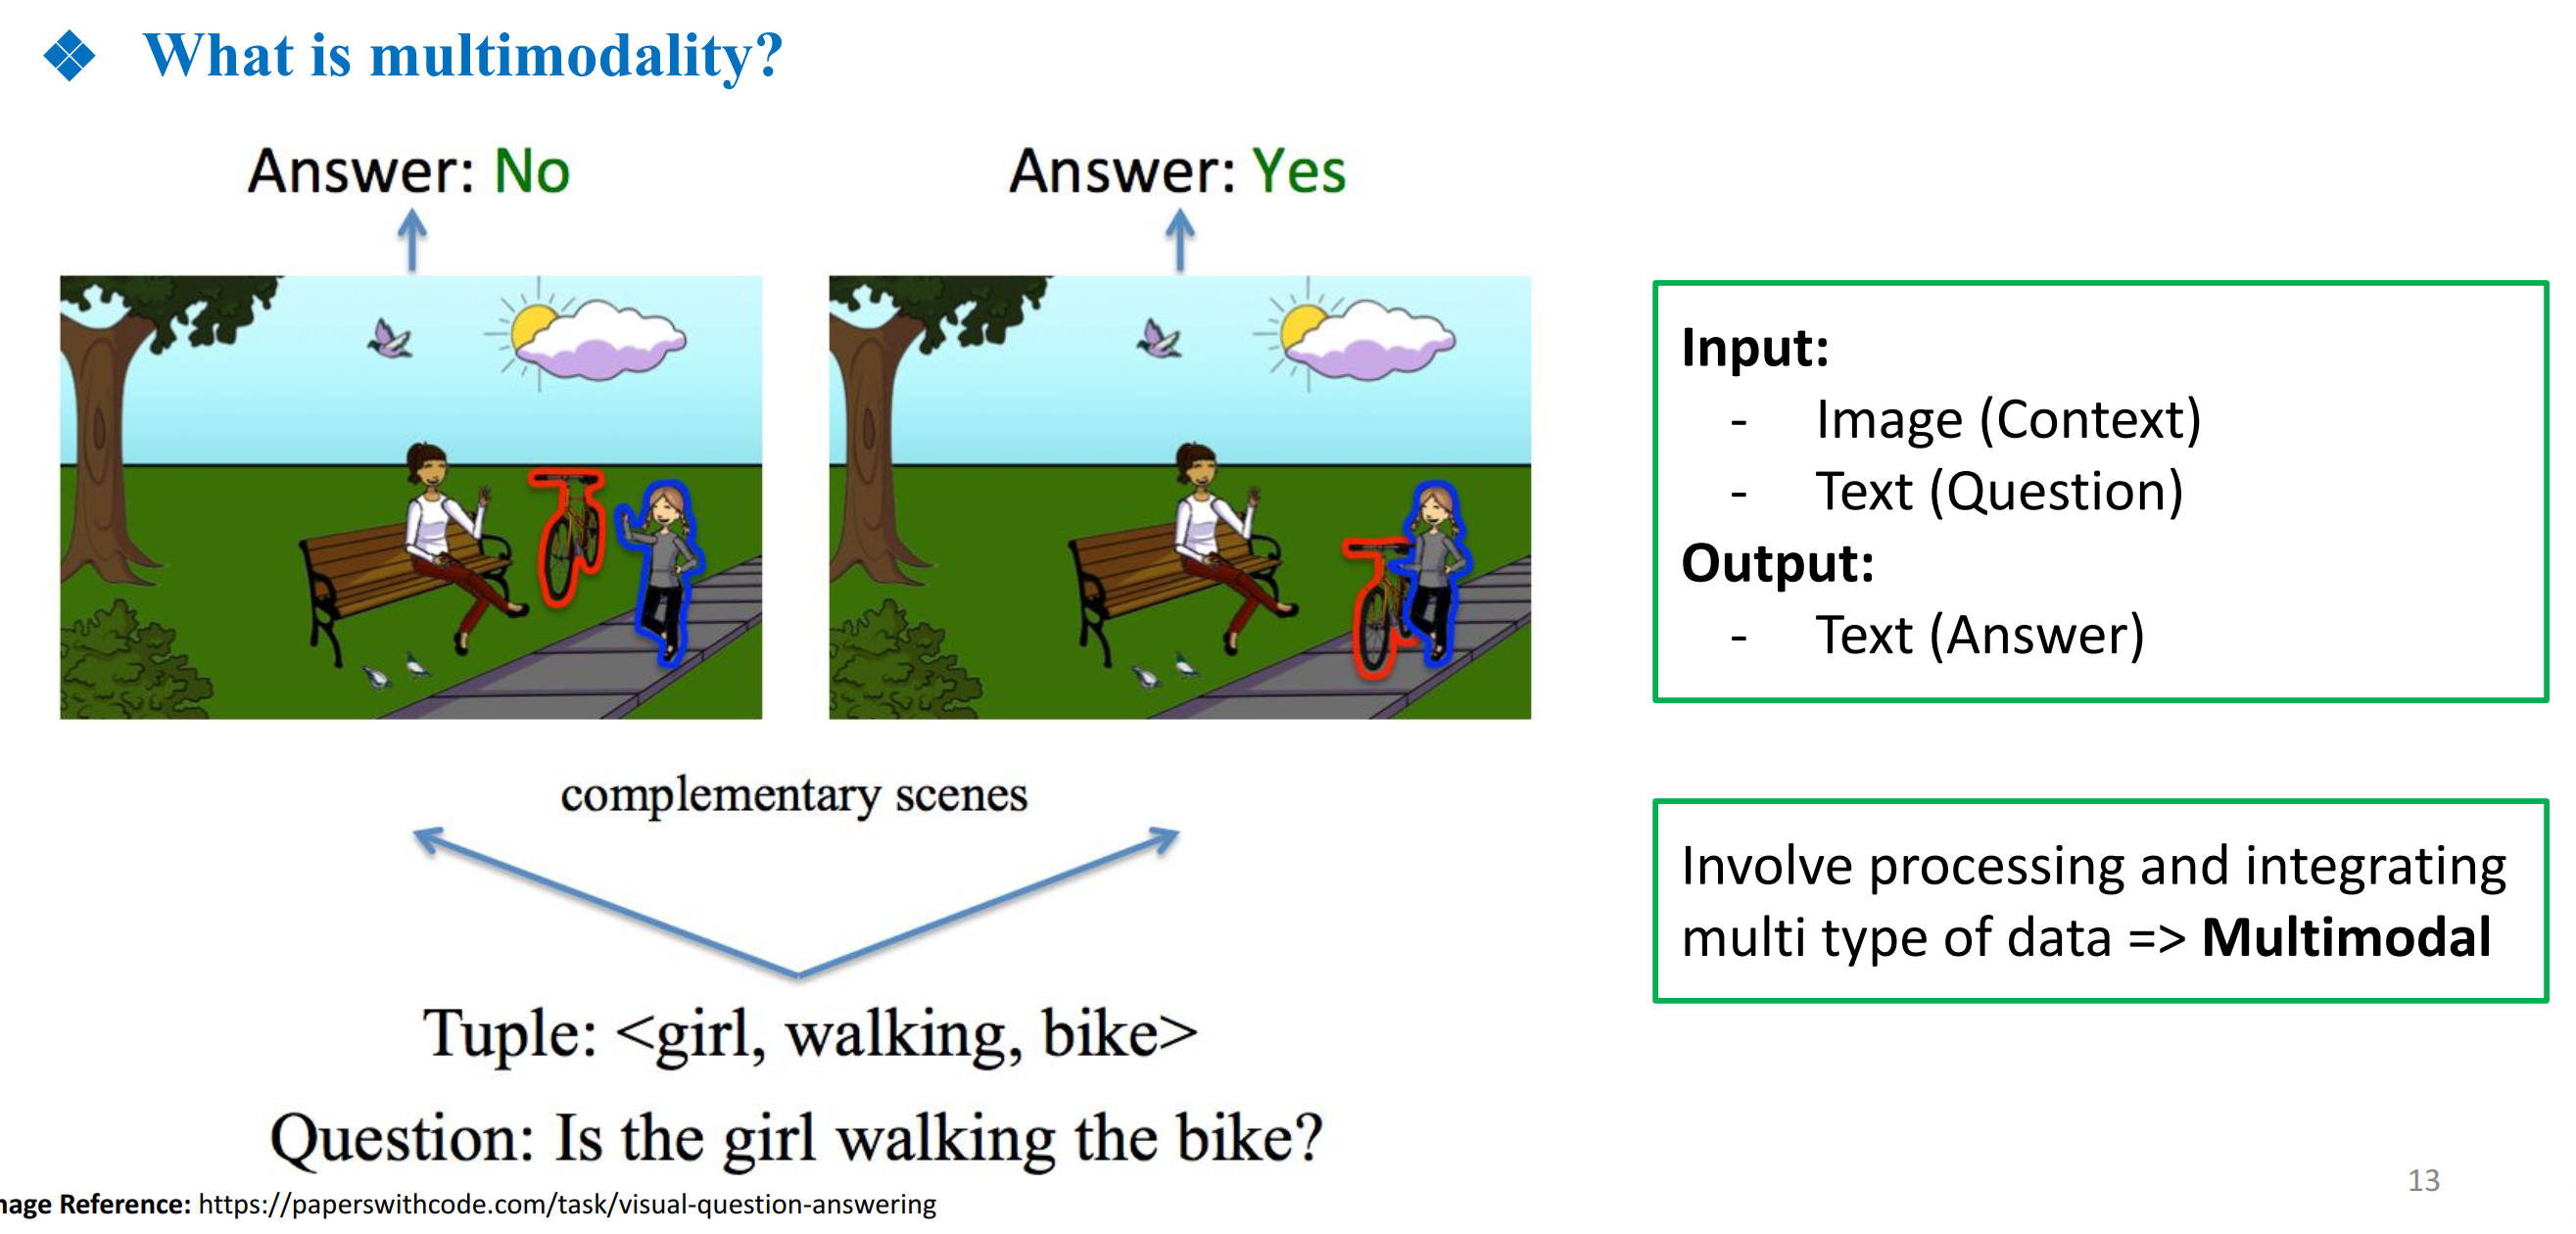 What is multimodality?
Answer: No
Answer: Yes
complementary scenes
Tuple: <girl, walking, bike>
Question: Is the girl walking the bike?
Input:
- Image (Context)
- Text (Question)
Output:
- Text (Answer)
Involve processing and integrating
multi type of data => Multimodal
mage Reference: https://paperswithcode.com/task/visual-question-answering
13